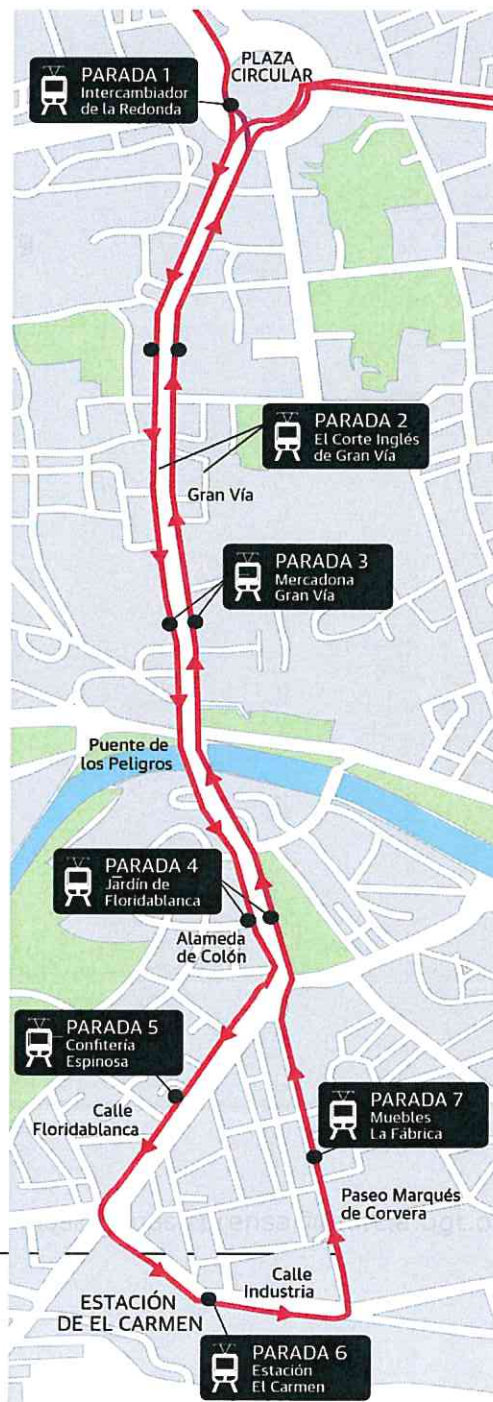 PLAZA
CIRCULAR
PARADA 1
Intercambiador
de la Redonda
PARADA 2
El Corte Inglés
de Gran Vía
Gran Vía
PARADA 3
Mercadona
Gran Vía
Puente de
los Peligros
PARADA 4
Jardín de
Floridablanca
Alameda
de Colón
PARADA 5
Confitería
Espinosa
Calle
Floridablanca
PARADA 7
Muebles
La Fábrica
Paseo Marqués
de Corvera
Calle
Industria
ESTACIÓN
DE EL CARMEN
PARADA 6
Estación
El Carmen